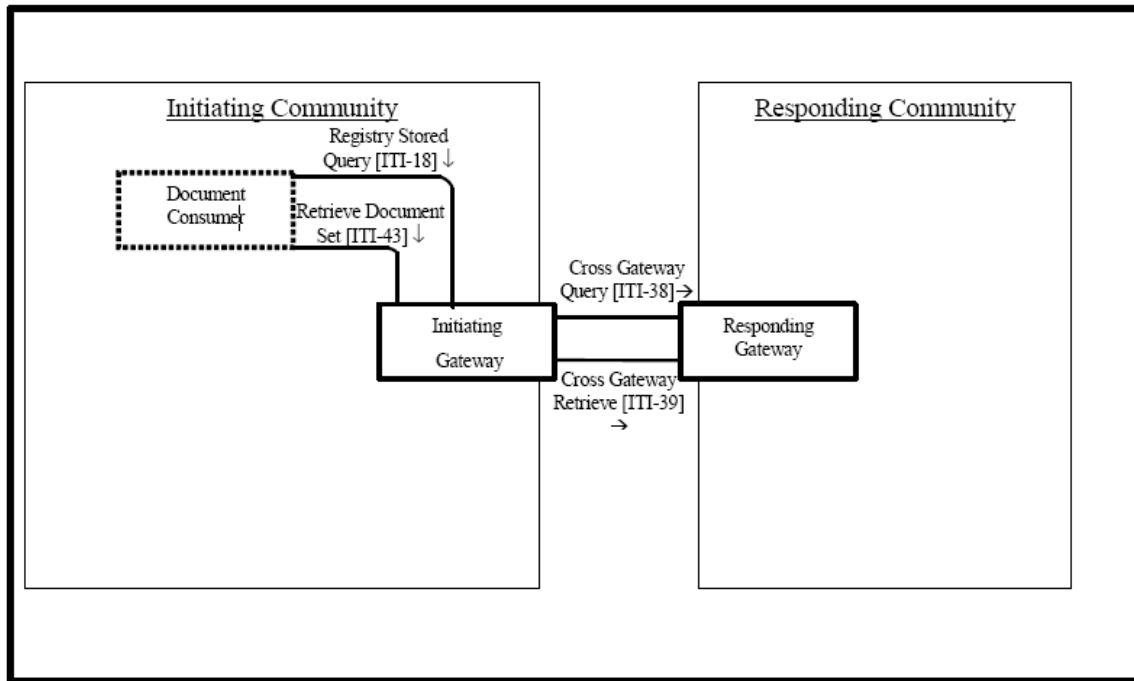 Initiating Community
Registry Stored
Query [ITI-18] ↓
Document
Consumer
Retrieve Document
Set [ITI-43] ↓
Initiating
Gateway
Cross Gateway
Query [ITI-38]→
Cross Gateway
Retrieve [ITI-39]
→
Responding Community
Responding
Gateway